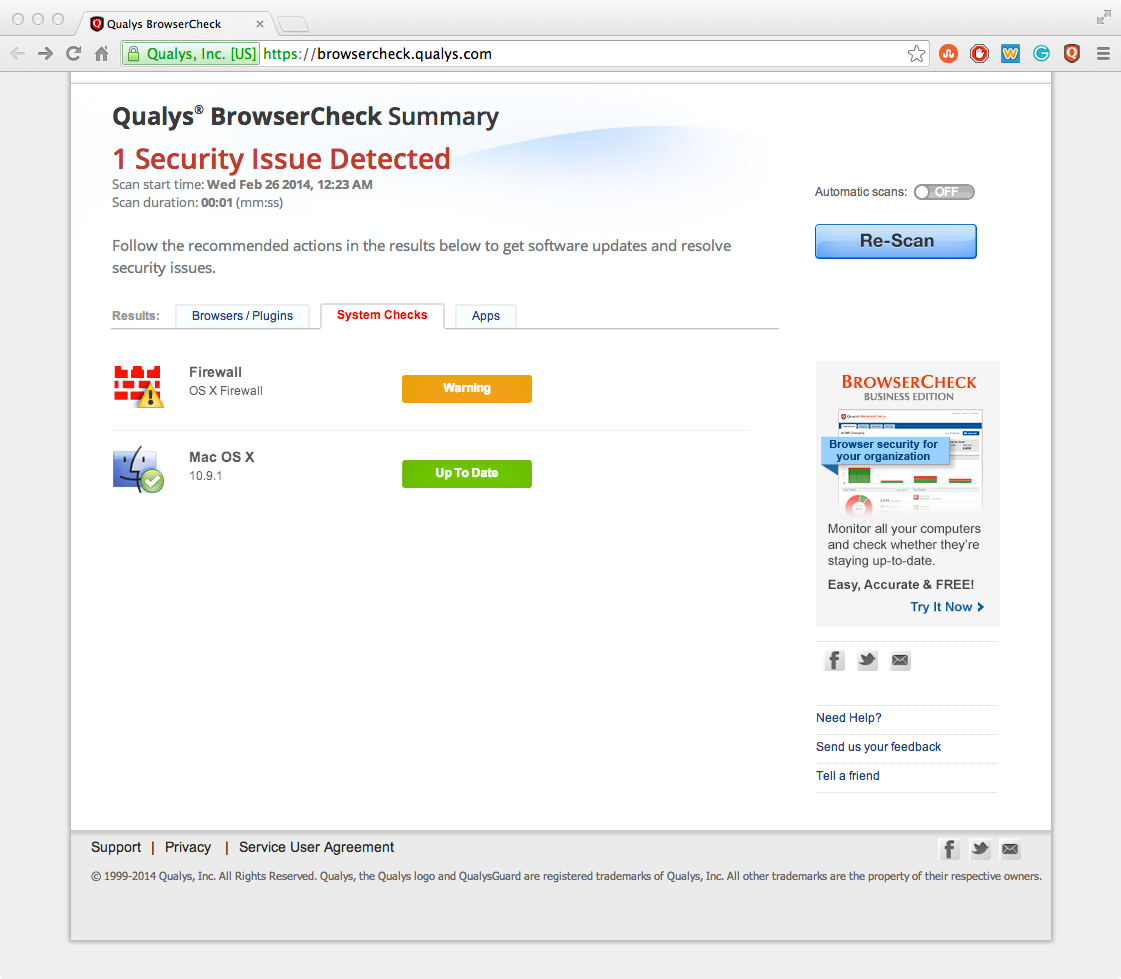 Qualys BrowserCheck
Qualys, Inc. [US] https://browsercheck.qualys.com
Qualys® BrowserCheck Summary
1 Security Issue Detected
Scan start time: Wed Feb 26 2014, 12:23 AM
Scan duration: 00:01 (mm:ss)
Automatic scans: OFF
Re-Scan
Follow the recommended actions in the results below to get software updates and resolve
security issues.
Results: Browsers / Plugins System Checks Apps
Firewall
OS X Firewall
Warning
Mac OS X
10.9.1
Up To Date
BROWSERCHECK
BUSINESS EDITION
Browser security for
your organization
Monitor all your computers
and check whether they're
staying up-to-date.
Easy, Accurate & FREE!
Try It Now
Need Help?
Send us your feedback
Tell a friend
Support | Privacy | Service User Agreement
© 1999-2014 Qualys, Inc. All Rights Reserved. Qualys, the Qualys logo and QualysGuard are registered trademarks of Qualys, Inc. All other trademarks are the property of their respective owners.